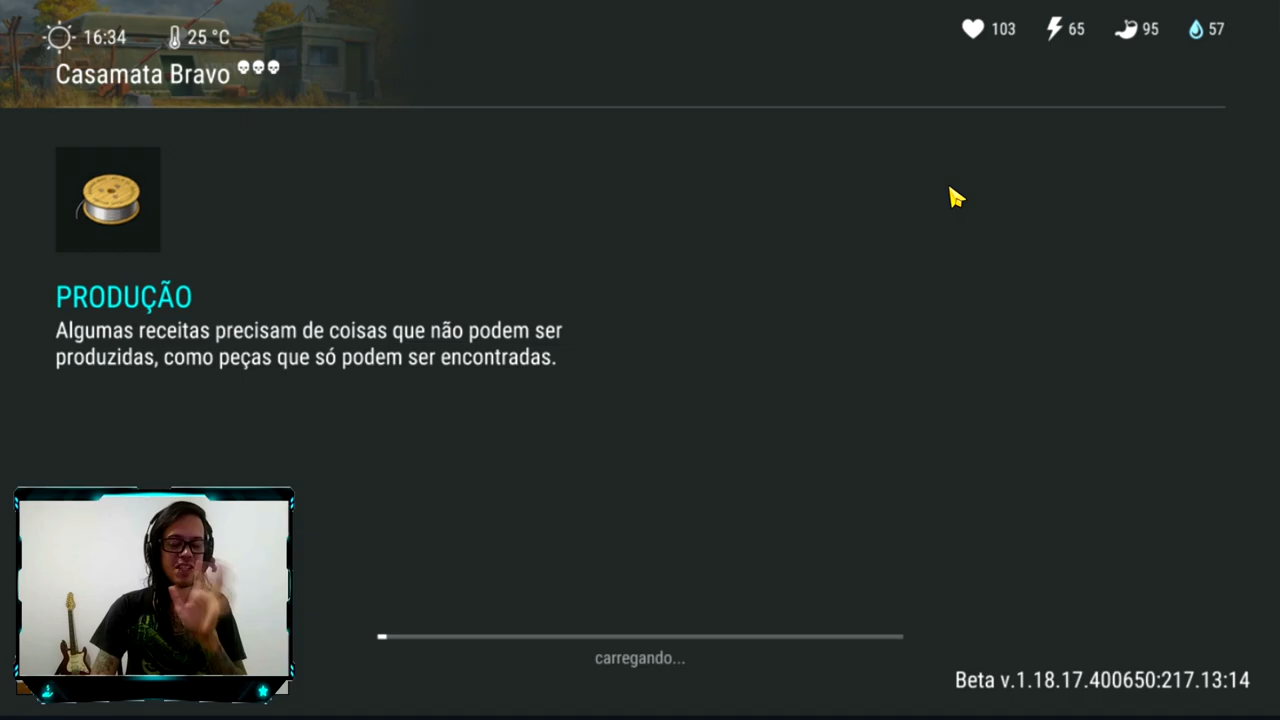 16:34 25 °C
Casamata Bravo
103 65 95 57
PRODUÇÃO
Algumas receitas precisam de coisas que não podem ser
produzidas, como peças que só podem ser encontradas.
carregando...
Beta v.1.18.17.400650:217.13:14